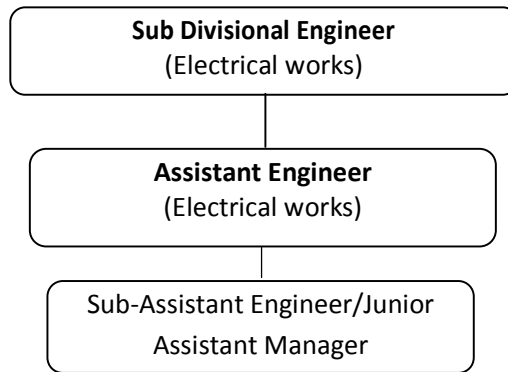 Sub Divisional Engineer
(Electrical works)
Assistant Engineer
(Electrical works)
Sub-Assistant Engineer/Junior
Assistant Manager